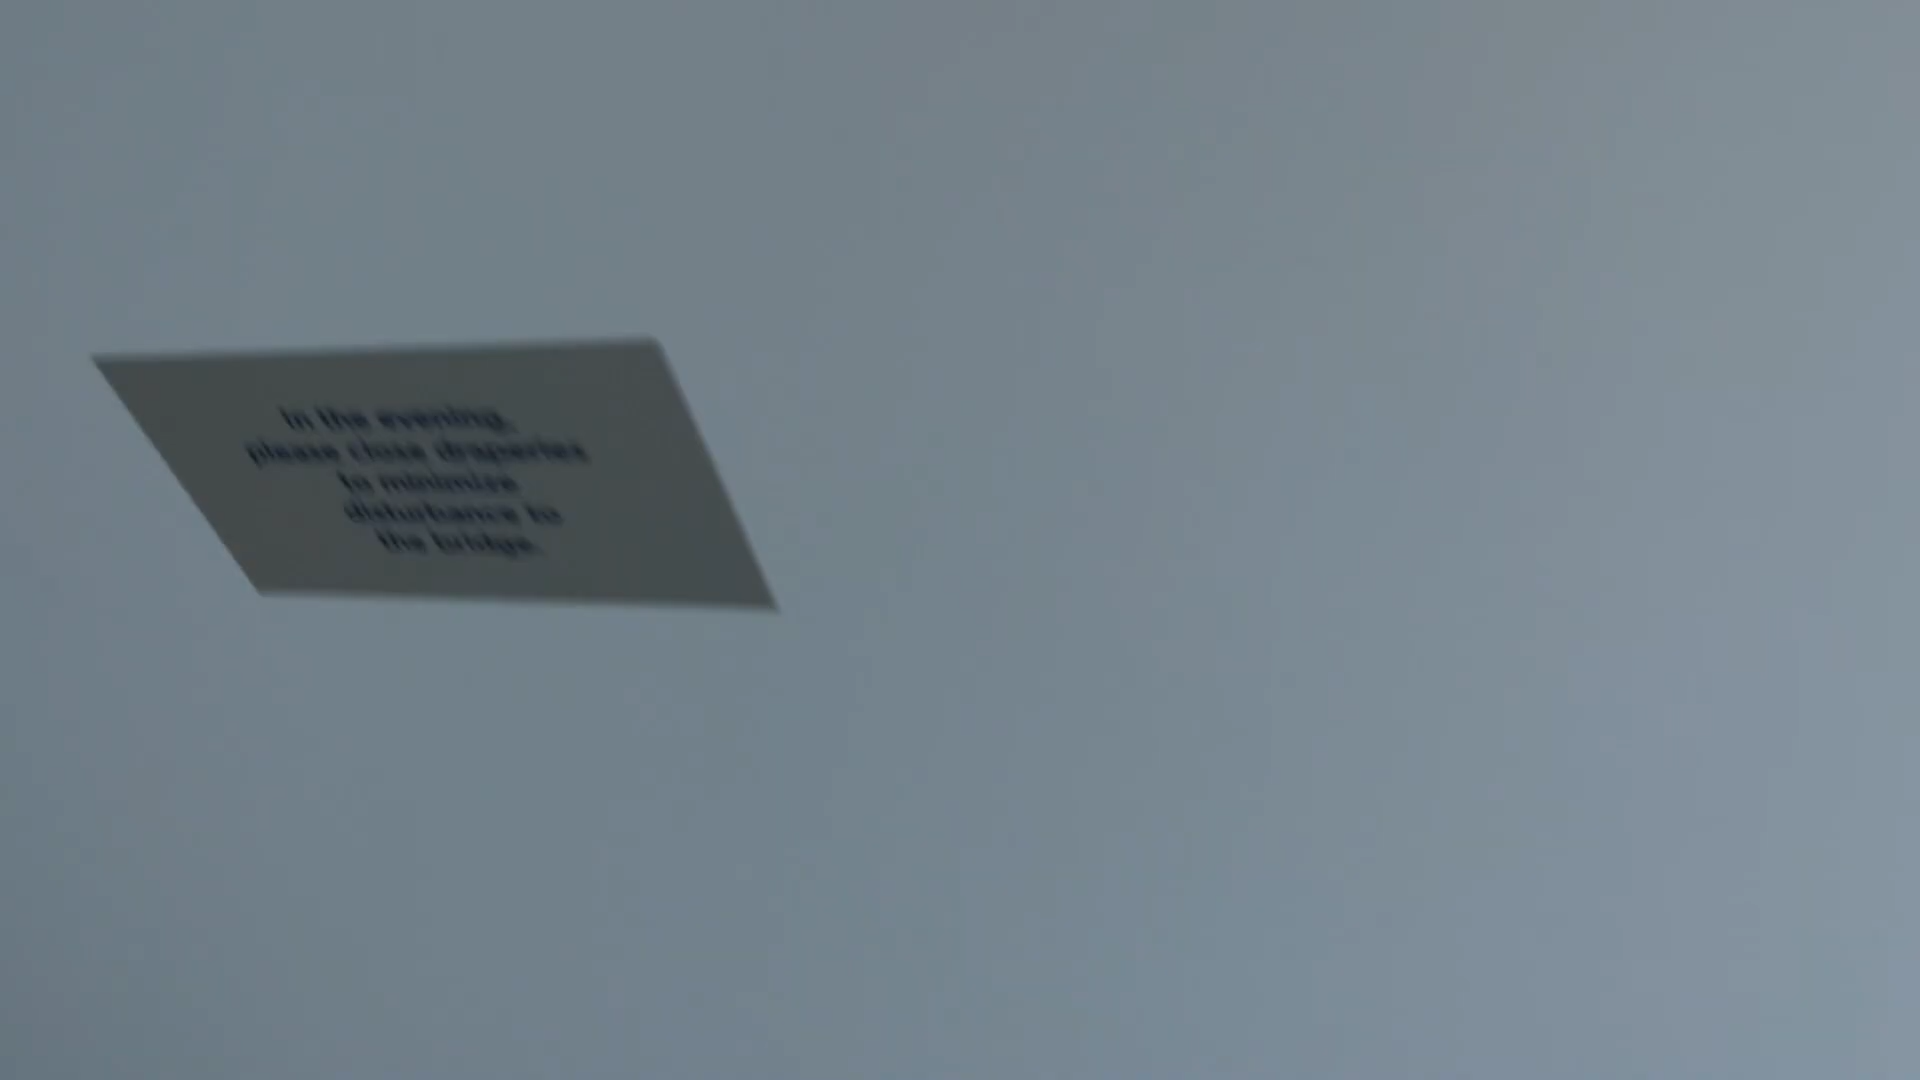 In the evening,
please close draperies
to minimize
disturbance to
the bridge.